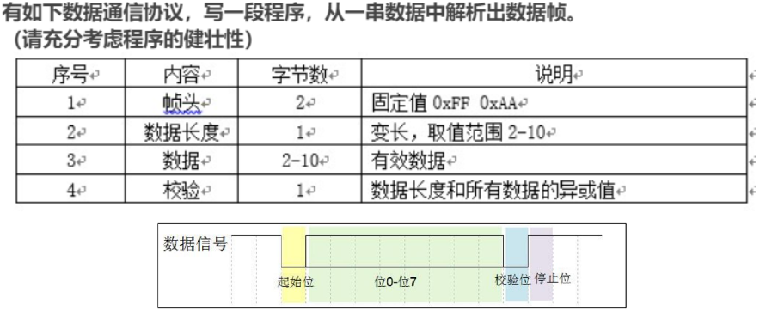 有如下数据通信协议，写一段程序，从一串数据中解析出数据帧。
（请充分考虑程序的健壮性）
序号 内容 字节数 说明
1 帧头 2 固定值 0xFF 0xAA
2 数据长度 1 变长，取值范围 2-10
3 数据 2-10 有效数据
4 校验 1 数据长度和所有数据的异或值
数据信号
起始位 位0-位7 校验位 停止位